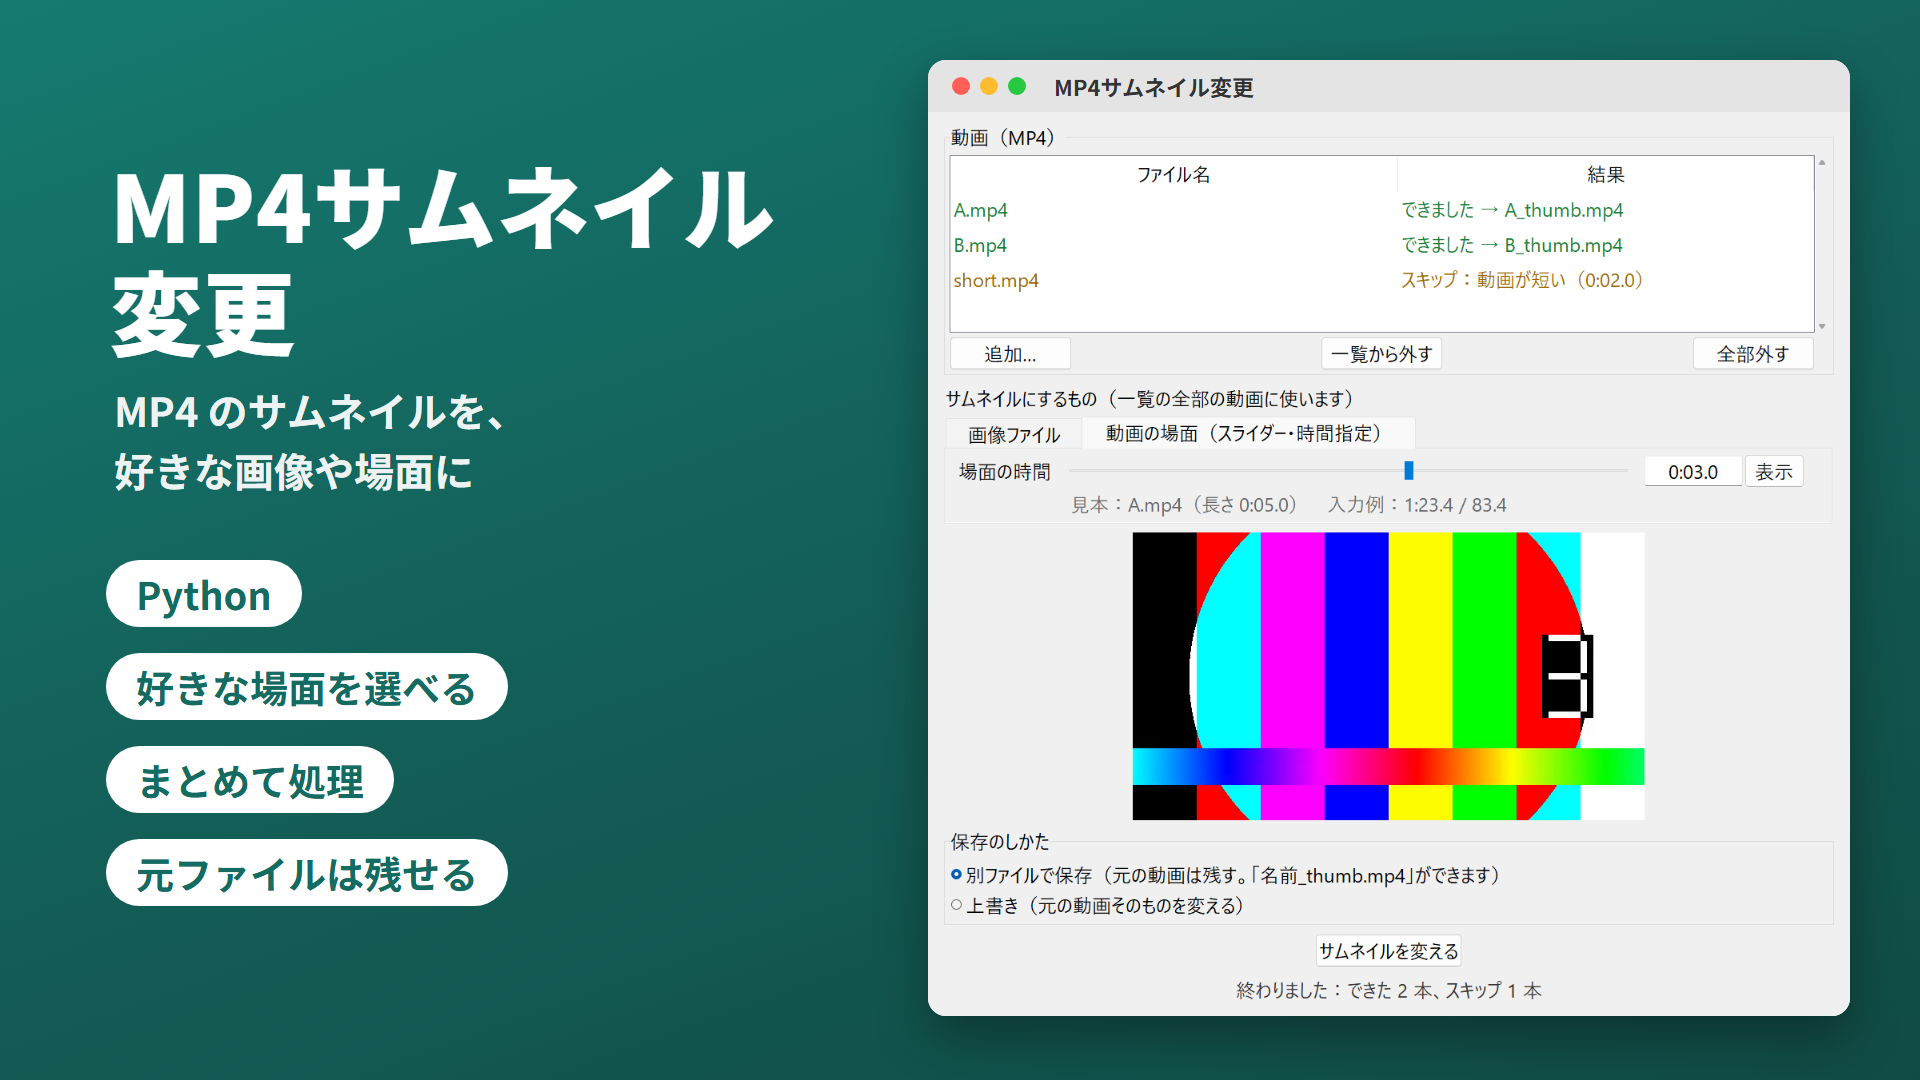 MP4サムネイル
変更
MP4 のサムネイルを、
好きな画像や場面に
Python
好きな場面を選べる
まとめて処理
元ファイルは残せる
MP4サムネイル変更
動画（MP4）
ファイル名 結果
A.mp4 できました → A_thumb.mp4
B.mp4 できました → B_thumb.mp4
short.mp4 スキップ：動画が短い（0:02.0）
追加... 一覧から外す 全部外す
サムネイルにするもの（一覧の全部の動画に使います）
画像ファイル 動画の場面（スライダー・時間指定）
場面の時間 0:03.0 表示
見本：A.mp4（長さ 0:05.0） 入力例：1:23.4 / 83.4
保存のしかた
別ファイルで保存（元の動画は残す。「名前_thumb.mp4」ができます）
上書き（元の動画そのものを変える）
サムネイルを変える
終わりました：できた 2 本、スキップ 1 本